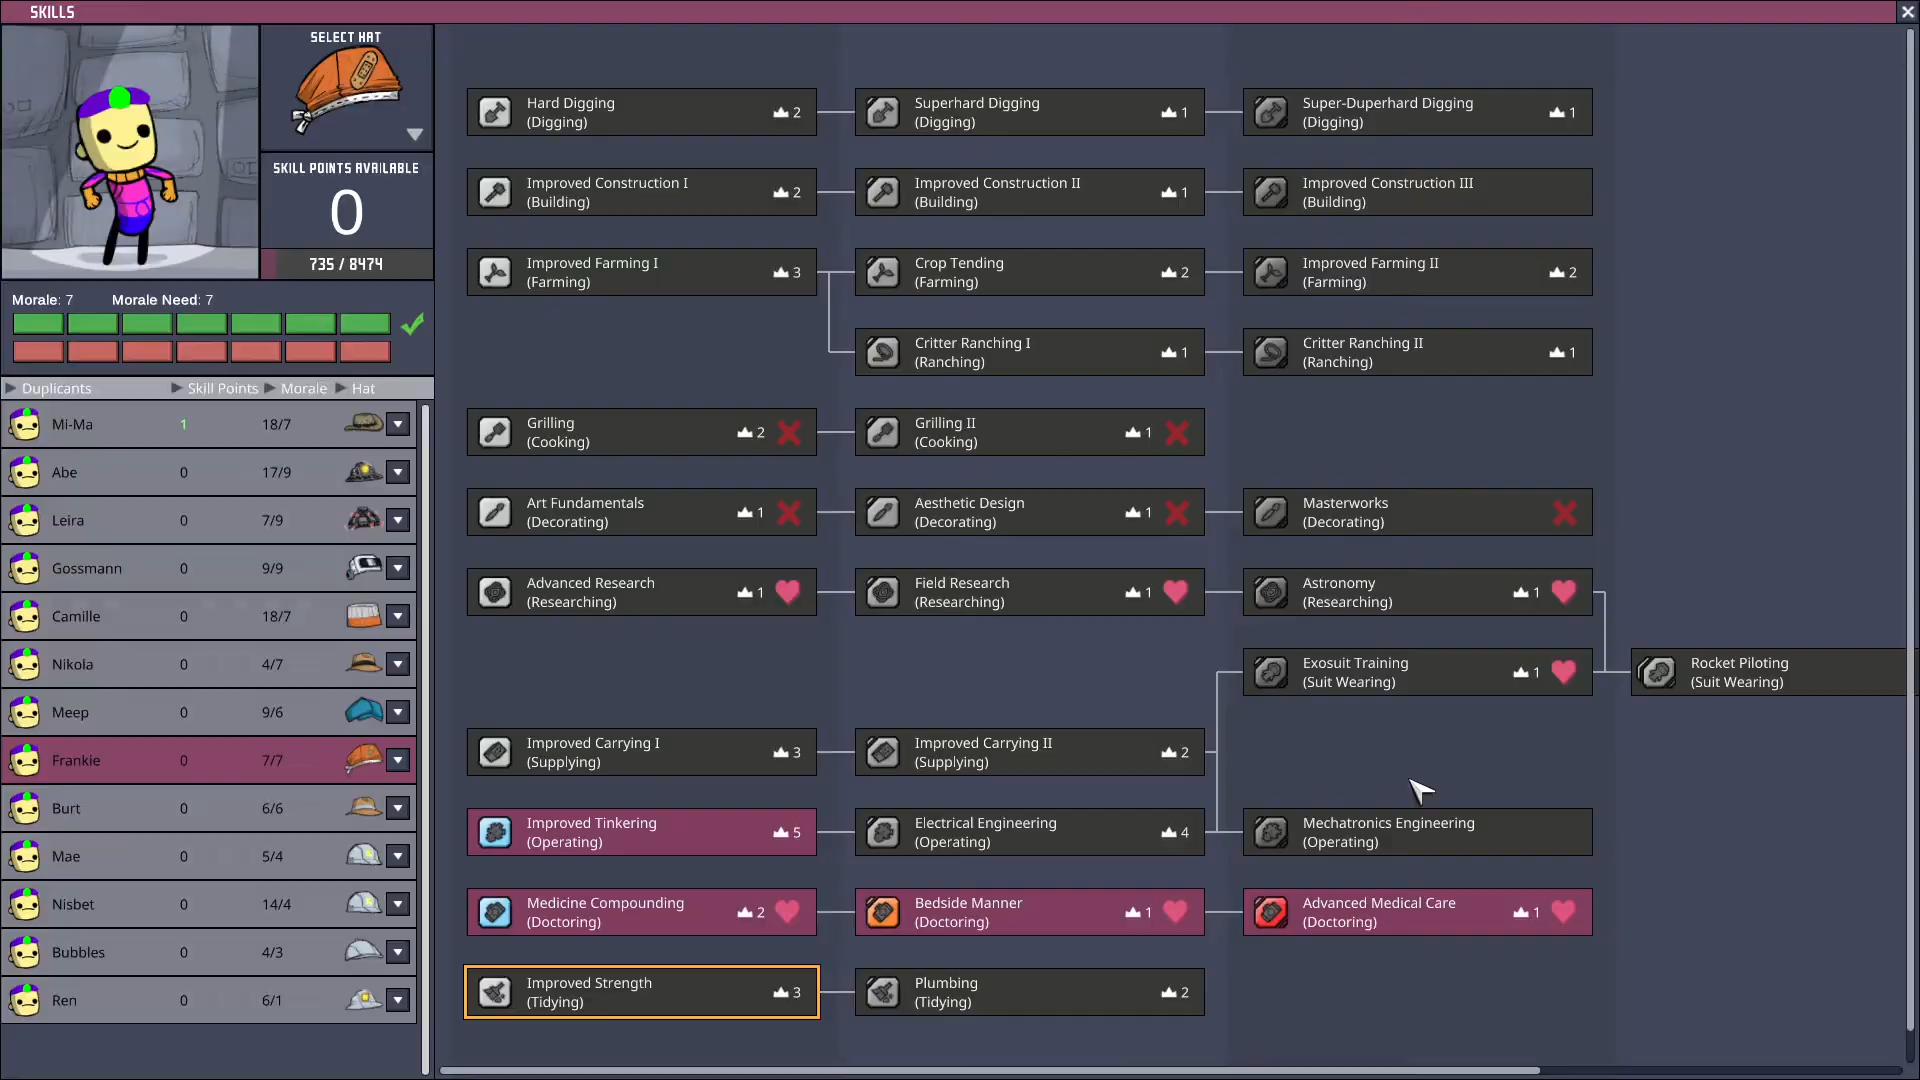 SKILLS
SELECT HAT
SKILL POINTS AVAILABLE
0
735 / 8474
Morale: 7 Morale Need: 7
Duplicants Skill Points Morale Hat
Mi-Ma 1 18/7
Abe 0 17/9
Leira 0 7/9
Gossmann 0 9/9
Camille 0 18/7
Nikola 0 4/7
Meep 0 9/6
Frankie 0 7/7
Burt 0 6/6
Mae 0 5/4
Nisbet 0 14/4
Bubbles 0 4/3
Ren 0 6/1
Hard Digging 2
(Digging)
Superhard Digging 1
(Digging)
Super-Duperhard Digging 1
(Digging)
Improved Construction I 2
(Building)
Improved Construction II 1
(Building)
Improved Construction III
(Building)
Improved Farming I 3
(Farming)
Crop Tending 2
(Farming)
Improved Farming II 2
(Farming)
Critter Ranching I 1
(Ranching)
Critter Ranching II 1
(Ranching)
Grilling 2
(Cooking)
Grilling II 1
(Cooking)
Art Fundamentals 1
(Decorating)
Aesthetic Design 1
(Decorating)
Masterworks
(Decorating)
Advanced Research 1
(Researching)
Field Research 1
(Researching)
Astronomy 1
(Researching)
Exosuit Training 1
(Suit Wearing)
Rocket Piloting
(Suit Wearing)
Improved Carrying I 3
(Supplying)
Improved Carrying II 2
(Supplying)
Improved Tinkering 5
(Operating)
Electrical Engineering 4
(Operating)
Mechatronics Engineering
(Operating)
Medicine Compounding 2
(Doctoring)
Bedside Manner 1
(Doctoring)
Advanced Medical Care 1
(Doctoring)
Improved Strength 3
(Tidying)
Plumbing 2
(Tidying)